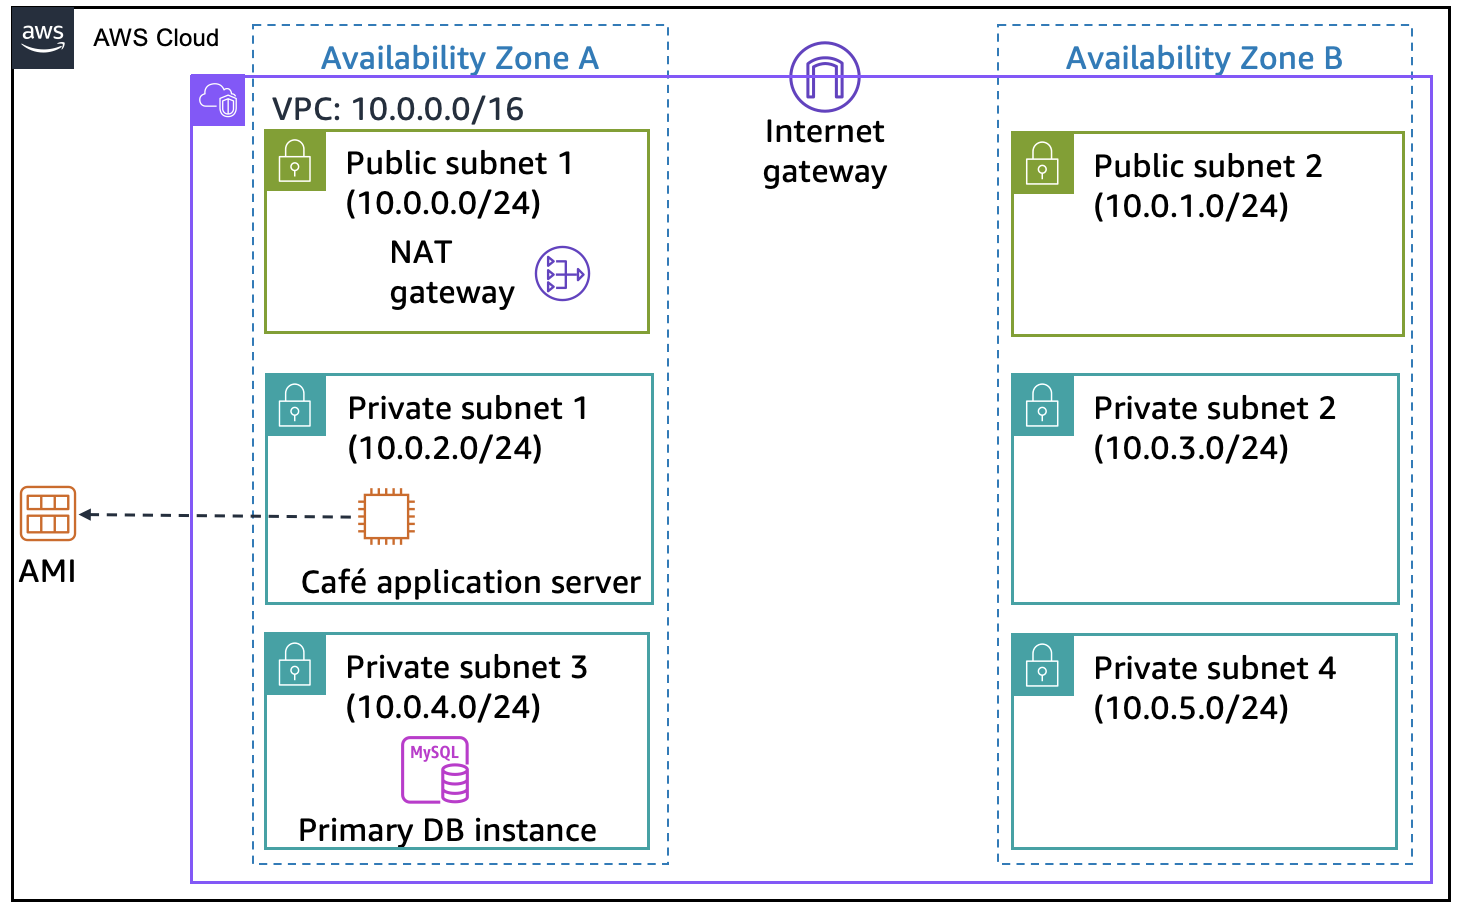 aws
AWS Cloud
Availability Zone A
Availability Zone B
VPC: 10.0.0.0/16
Internet
gateway
Public subnet 1
(10.0.0.0/24)
NAT
gateway
Public subnet 2
(10.0.1.0/24)
Private subnet 1
(10.0.2.0/24)
Café application server
Private subnet 2
(10.0.3.0/24)
AMI
Private subnet 3
(10.0.4.0/24)
MySQL
Primary DB instance
Private subnet 4
(10.0.5.0/24)